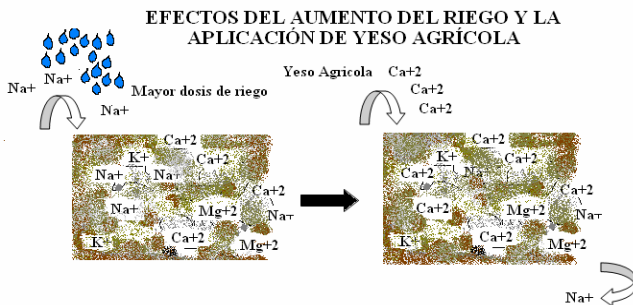 EFECTOS DEL AUMENTO DEL RIEGO Y LA
APLICACIÓN DE YESO AGRÍCOLA
Na+
Na+
Na+
Mayor dosis de riego
Yeso Agricola
Ca+2
Ca+2
Ca+2
Ca+2
K+
Ca+2
Na+
Na+
Ca+2
Na+
Mg+2
Na+
K+
Ca+2
Mg+2
Ca+2
K+
Ca+2
Ca+2
Na+
Ca+2
Ca+2
Mg+2
Na+
K+
Ca+2
Mg+2
Na+